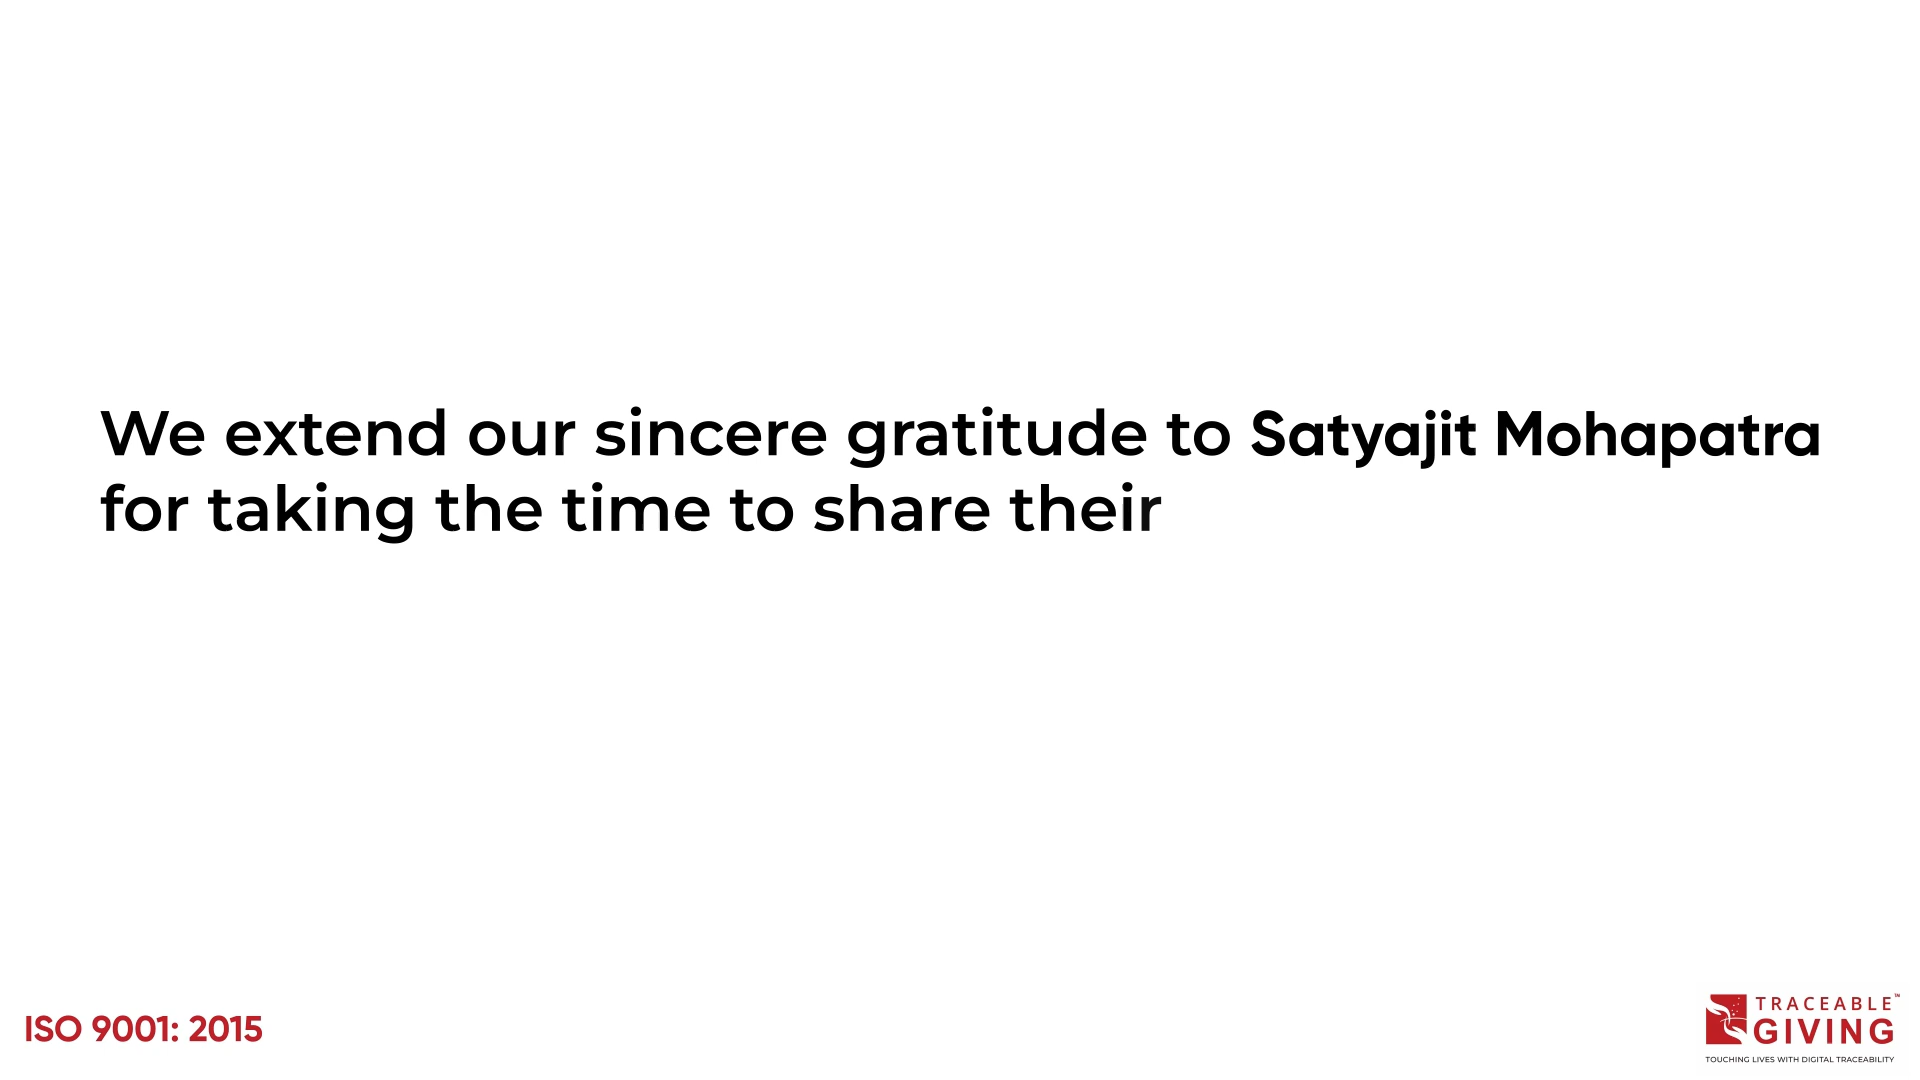 We extend our sincere gratitude to Satyajit Mohapatra
for taking the time to share their
ISO 9001: 2015
TRACEABLE™
GIVING
TOUCHING LIVES WITH DIGITAL TRACEABILITY